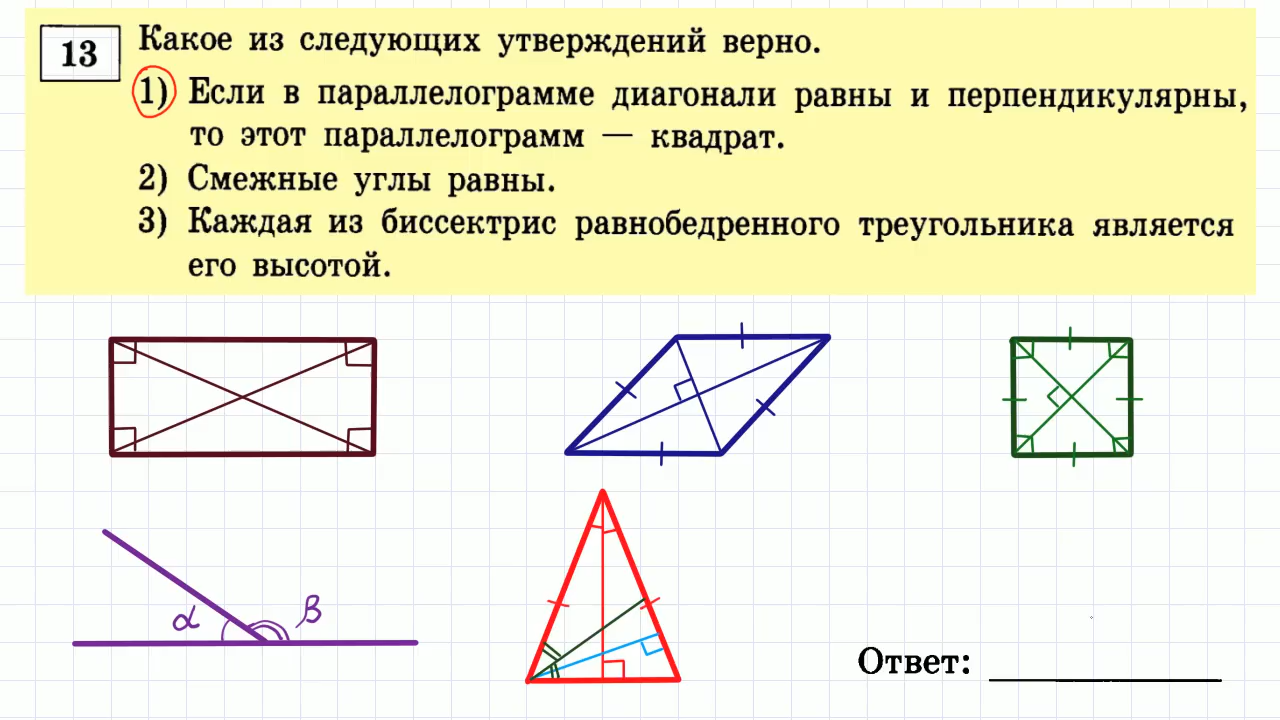 13
Какое из следующих утверждений верно.
1) Если в параллелограмме диагонали равны и перпендикулярны,
то этот параллелограмм — квадрат.
2) Смежные углы равны.
3) Каждая из биссектрис равнобедренного треугольника является
его высотой.
α β
Ответ: